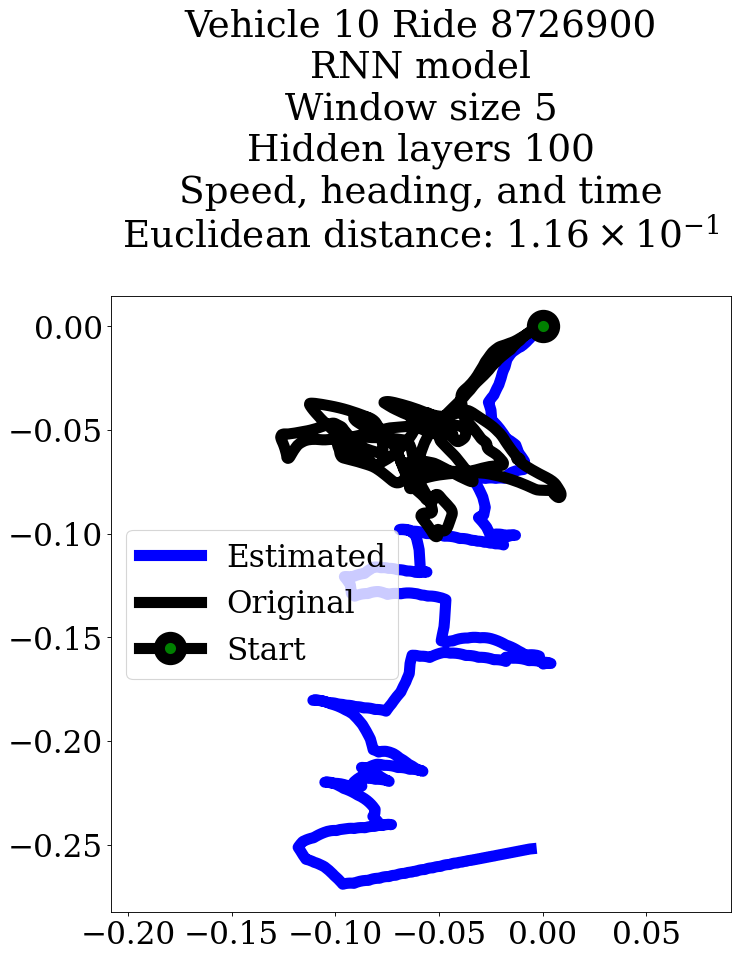 Vehicle 10 Ride 8726900
RNN model
Window size 5
Hidden layers 100
Speed, heading, and time
Euclidean distance: 1.16 × 10⁻¹
0.00
−0.05
−0.10
−0.15
−0.20
−0.25
Estimated
Original
Start
−0.20 −0.15 −0.10 −0.05 0.00 0.05